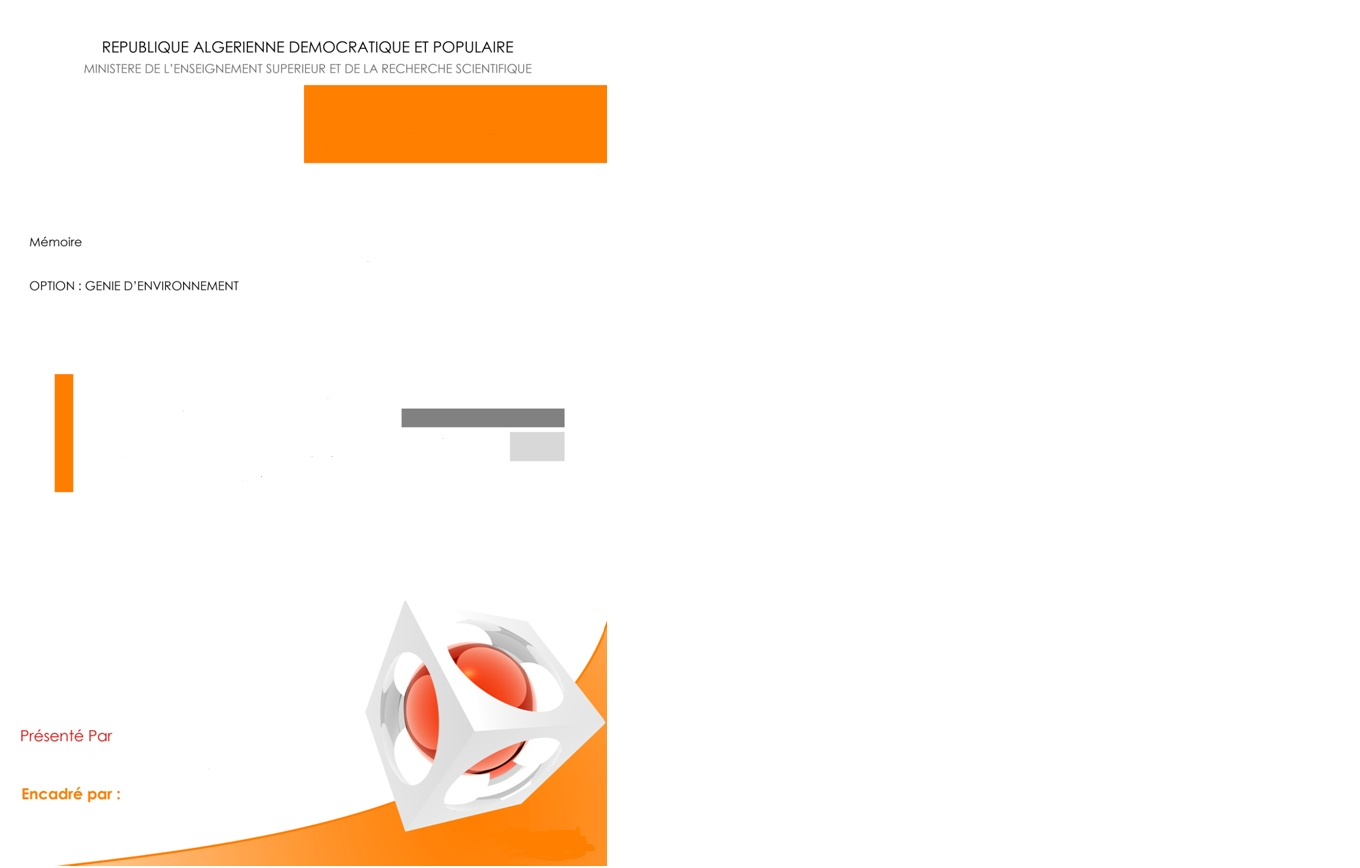 REPUBLIQUE ALGERIENNE DEMOCRATIQUE ET POPULAIRE
MINISTERE DE L'ENSEIGNEMENT SUPERIEUR ET DE LA RECHERCHE SCIENTIFIQUE
Mémoire
OPTION : GENIE D'ENVIRONNEMENT
Présenté Par
Encadré par :